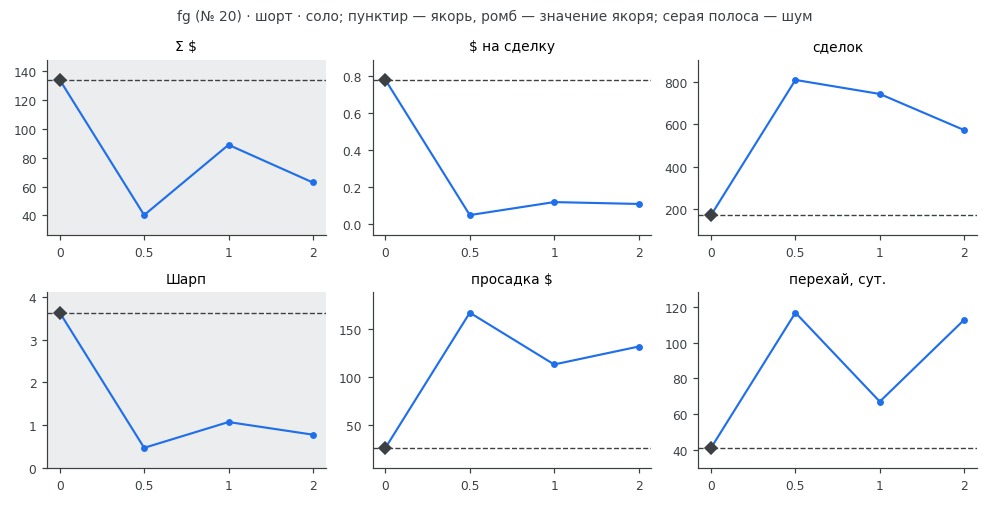 fg (№ 20) · шорт · соло; пунктир — якорь, ромб — значение якоря; серая полоса — шум
Σ $
140
120
100
80
60
40
0 0.5 1 2
$ на сделку
0.8
0.6
0.4
0.2
0.0
0 0.5 1 2
сделок
800
600
400
200
0 0.5 1 2
Шарп
4
3
2
1
0
0 0.5 1 2
просадка $
150
100
50
0 0.5 1 2
перехай, сут.
120
100
80
60
40
0 0.5 1 2